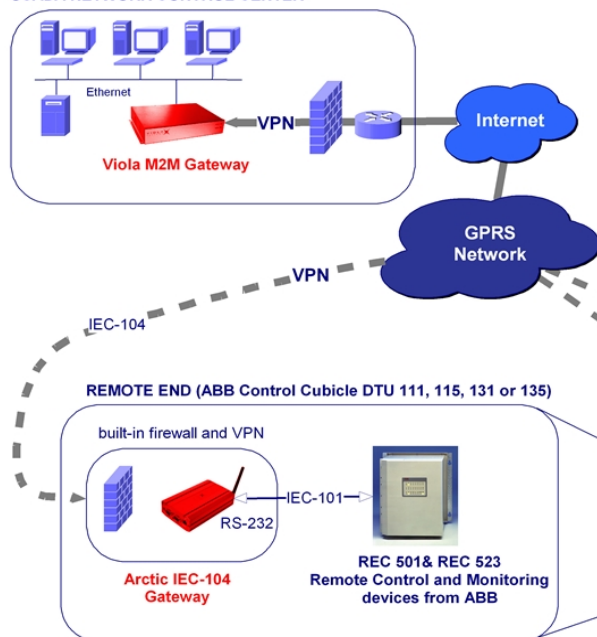 Ethernet
VPN
Viola M2M Gateway
Internet
GPRS
Network
VPN
IEC-104
REMOTE END (ABB Control Cubicle DTU 111, 115, 131 or 135)
built-in firewall and VPN
RS-232
IEC-101
Arctic IEC-104
Gateway
REC 501& REC 523
Remote Control and Monitoring
devices from ABB